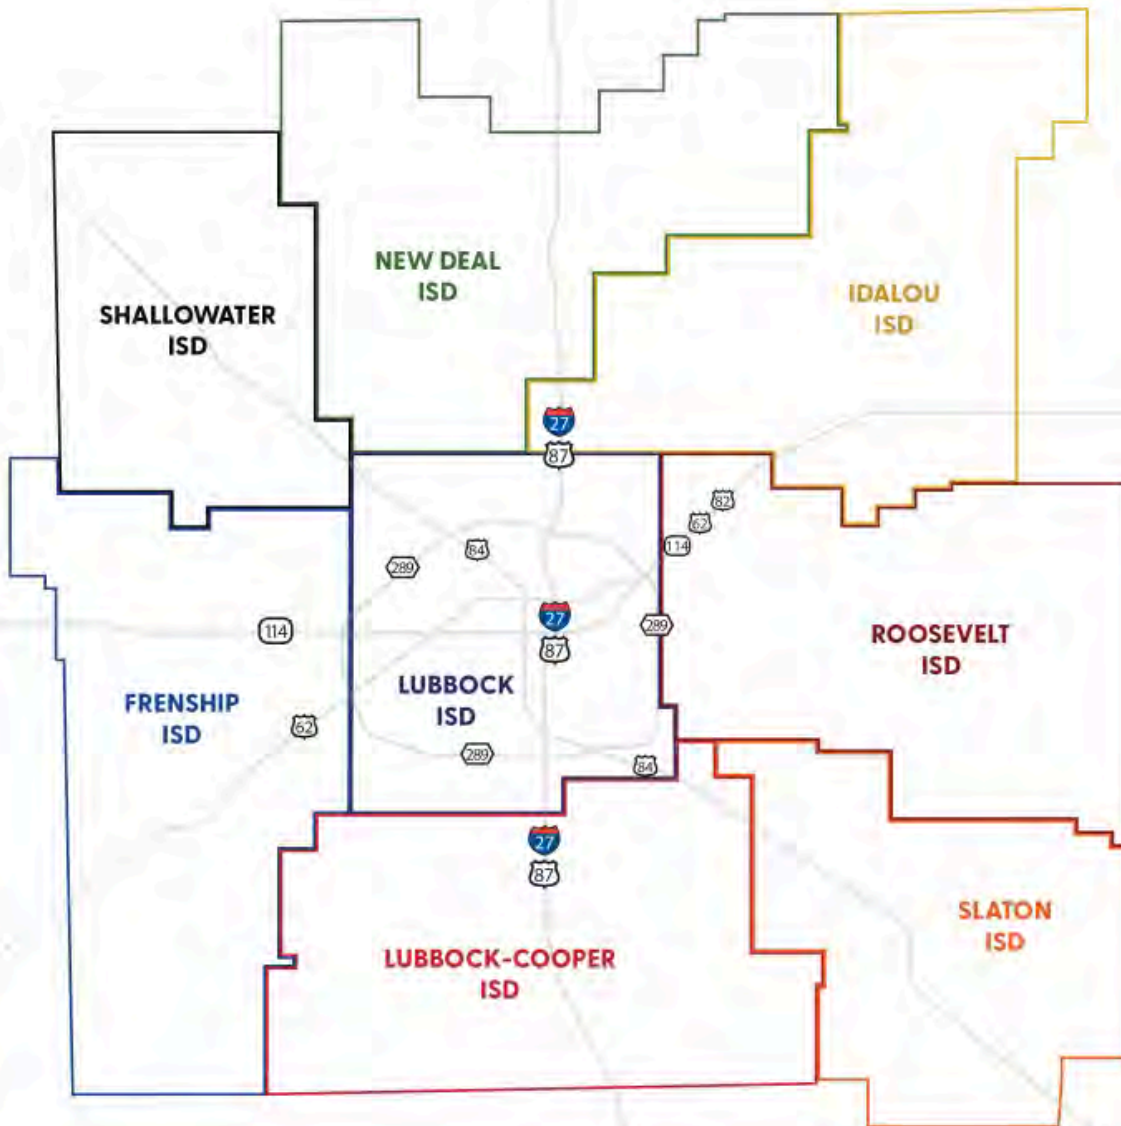 NEW DEAL
ISD
IDALOU
ISD
SHALLOWATER
ISD
27
87
82
62
114
84
289
27
87
289
114
ROOSEVELT
ISD
LUBBOCK
ISD
FRENSHIP
ISD
62
289
84
27
87
SLATON
ISD
LUBBOCK-COOPER
ISD